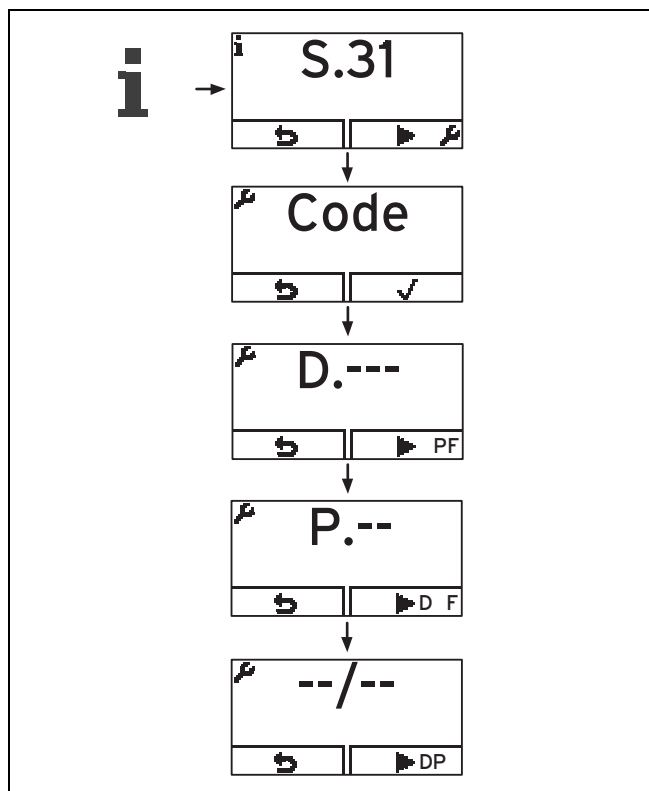 i
i
S.31
Code
D.---
PF
P.--
D F
--/--
DP